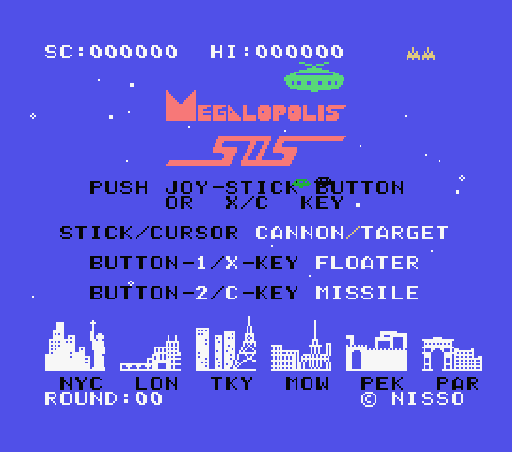 SC:000000 HI:000000
MEGALOPOLIS
SOS
PUSH JOY-STICK BUTTON
OR X/C KEY
STICK/CURSOR CANNON/TARGET
BUTTON-1/X-KEY FLOATER
BUTTON-2/C-KEY MISSILE
NYC LON TKY MOW PEK PAR
ROUND:00 © NISSO